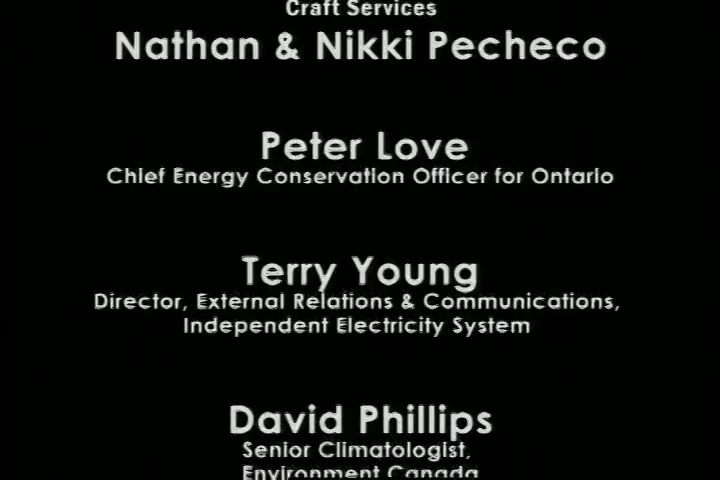 Craft Services
Nathan & Nikki Pecheco
Peter Love
Chief Energy Conservation Officer for Ontario
Terry Young
Director, External Relations & Communications,
Independent Electricity System
David Phillips
Senior Climatologist,
Environment Canada